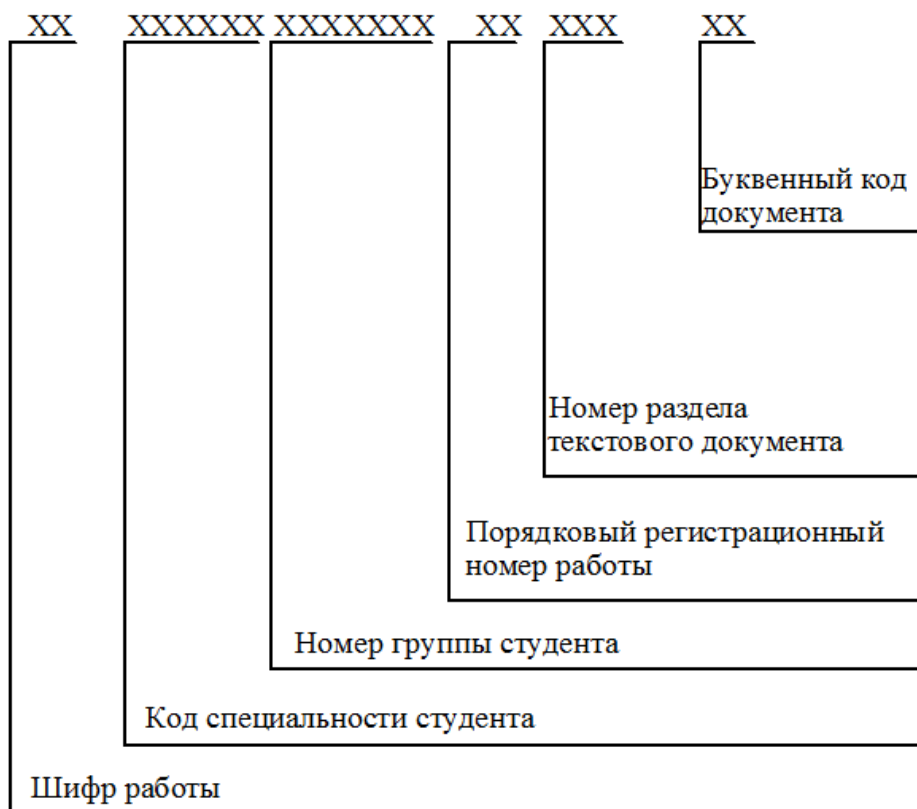 XX XXXXXX XXXXXXX XX XXX XX
Буквенный код
документа
Номер раздела
текстового документа
Порядковый регистрационный
номер работы
Номер группы студента
Код специальности студента
Шифр работы